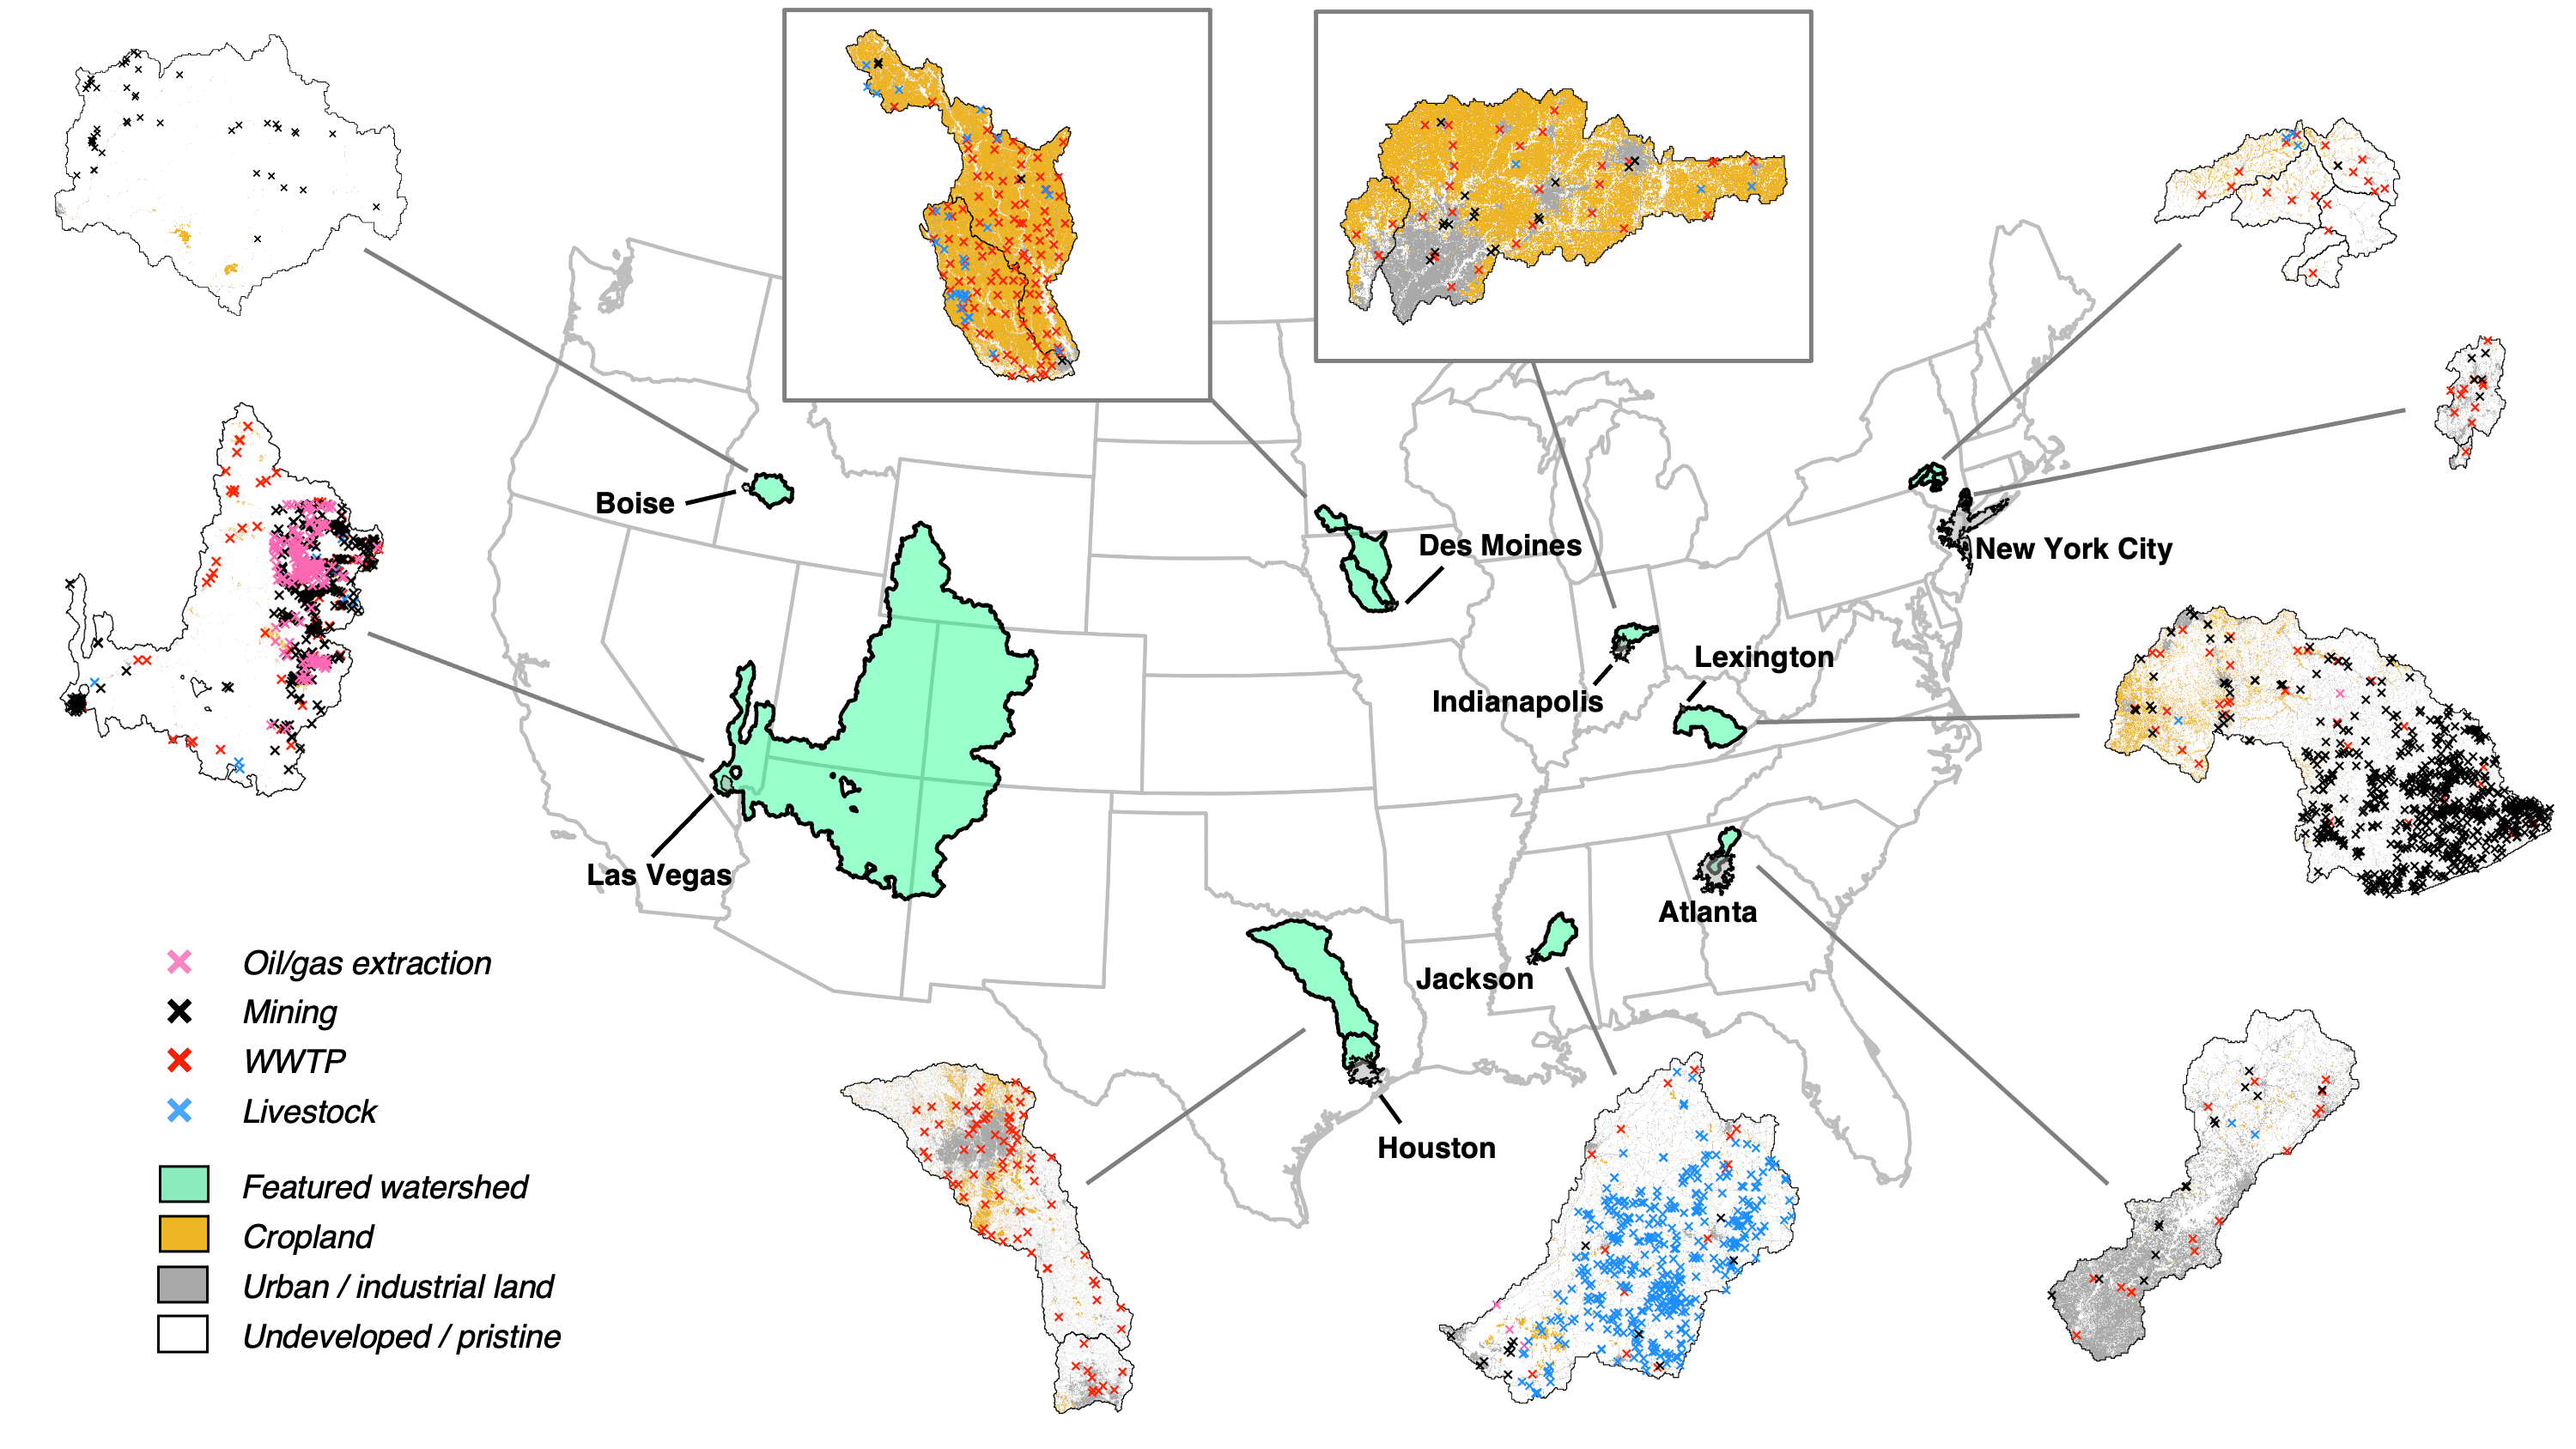 Boise
Des Moines
New York City
Lexington
Indianapolis
Las Vegas
Atlanta
Jackson
Houston
Oil/gas extraction
Mining
WWTP
Livestock
Featured watershed
Cropland
Urban / industrial land
Undeveloped / pristine